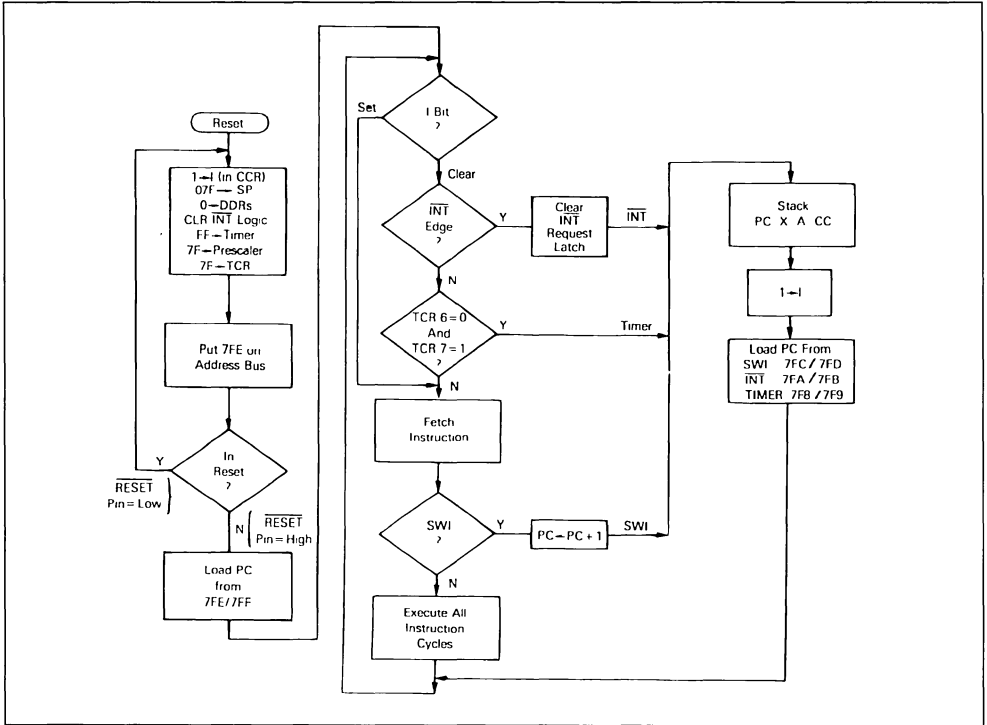 Reset
1→I (in CCR)
07F→SP
0→DDRs
CLR INT Logic
FF→Timer
7F→Prescaler
7F→TCR
Put 7FE on
Address Bus
In
Reset
?
Y
RESET
Pin = Low
N
RESET
Pin = High
Load PC
from
7FE/7FF
I Bit
?
Set
Clear
INT
Edge
?
Y
Clear
INT
Request
Latch
INT
N
TCR 6 = 0
And
TCR 7 = 1
?
Y
Timer
N
Fetch
Instruction
SWI
?
Y
PC←PC + 1
SWI
N
Execute All
Instruction
Cycles
Stack
PC X A CC
1→I
Load PC From
SWI 7FC/7FD
INT 7FA/7FB
TIMER 7F8/7F9